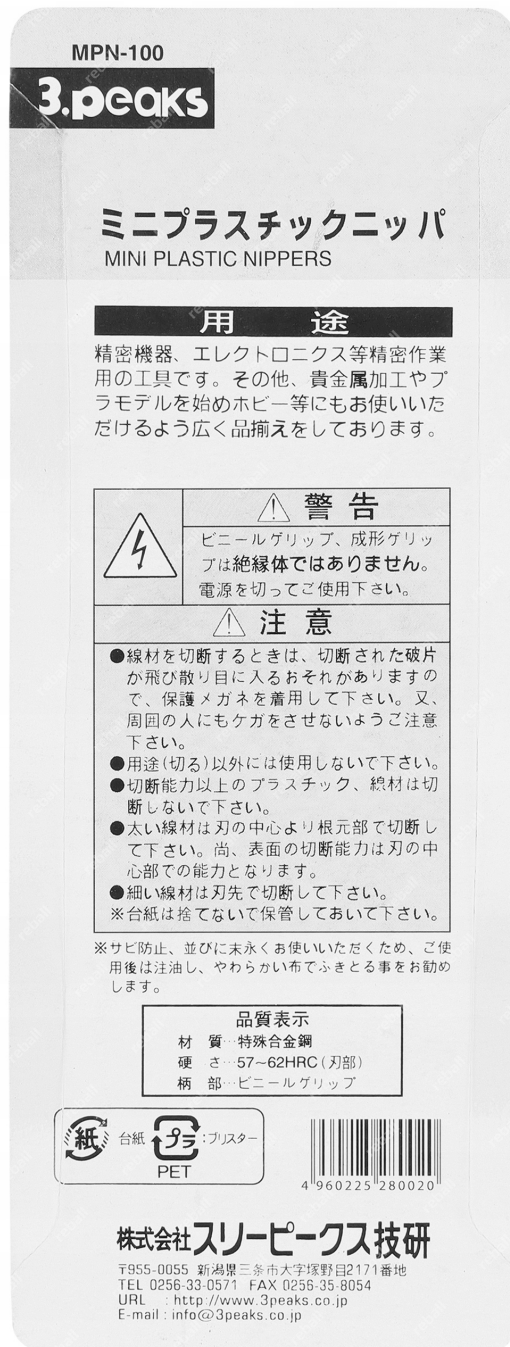 MPN-100
3.peaks
ミニプラスチックニッパ
MINI PLASTIC NIPPERS
用 途
精密機器、エレクトロニクス等精密作業
用の工具です。その他、貴金属加工やプ
ラモデルを始めホビー等にもお使いいた
だけるよう広く品揃えをしております。
⚠ 警 告
ビニールグリップ、成形グリッ
プは絶縁体ではありません。
電源を切ってご使用下さい。
⚠ 注 意
●線材を切断するときは、切断された破片
が飛び散り目に入るおそれがありますの
で、保護メガネを着用して下さい。又、
周囲の人にもケガをさせないようご注意
下さい。
●用途(切る)以外には使用しないで下さい。
●切断能力以上のプラスチック、線材は切
断しないで下さい。
●太い線材は刃の中心より根元部で切断し
て下さい。尚、表面の切断能力は刃の中
心部での能力となります。
●細い線材は刃先で切断して下さい。
※台紙は捨てないで保管しておいて下さい。
※サビ防止、並びに末永くお使いいただくため、ご使
用後は注油し、やわらかい布でふきとる事をお勧め
します。
品質表示
材 質…特殊合金鋼
硬 さ…57~62HRC(刃部)
柄 部…ビニールグリップ
紙 台紙 プラ:ブリスター
PET
4 960225 280020
株式会社スリーピークス技研
〒955-0055 新潟県三条市大字塚野目2171番地
TEL 0256-33-0571 FAX 0256-35-8054
URL : http://www.3peaks.co.jp
E-mail : info@3peaks.co.jp